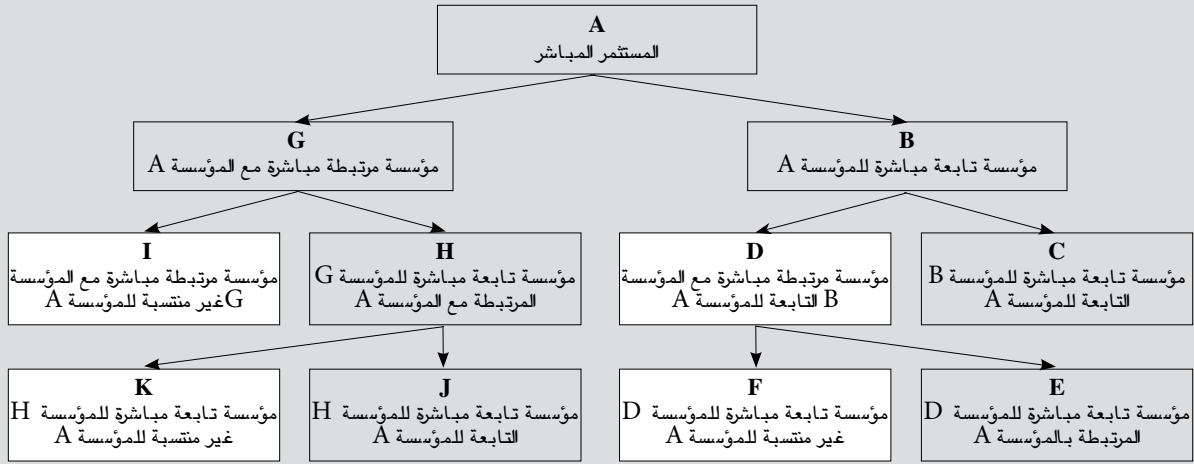 A
المستثمر المباشر
B
مؤسسة تابعة مباشرة للمؤسسة A
G
مؤسسة مرتبطة مباشرة مع المؤسسة A
C
مؤسسة تابعة مباشرة للمؤسسة B
التابعة للمؤسسة A
D
مؤسسة مرتبطة مباشرة مع المؤسسة
B التابعة للمؤسسة A
H
مؤسسة تابعة مباشرة للمؤسسة G
المرتبطة مع المؤسسة A
I
مؤسسة مرتبطة مباشرة مع المؤسسة
G غير منتسبة للمؤسسة A
E
مؤسسة تابعة مباشرة للمؤسسة D
المرتبطة بالمؤسسة A
F
مؤسسة تابعة مباشرة للمؤسسة D
غير منتسبة للمؤسسة A
J
مؤسسة تابعة مباشرة للمؤسسة H
التابعة للمؤسسة A
K
مؤسسة تابعة مباشرة للمؤسسة H
غير منتسبة للمؤسسة A